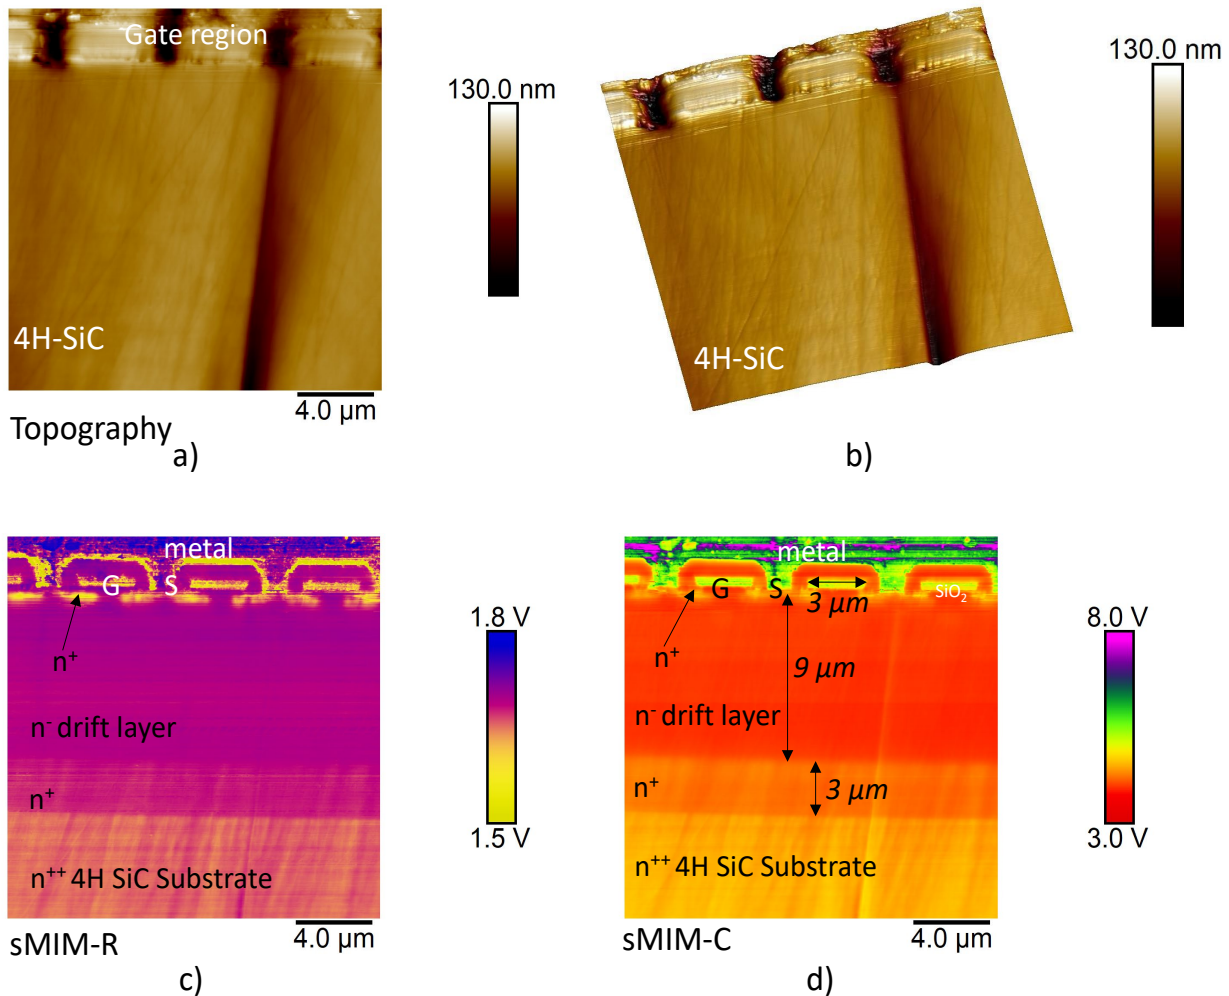 Gate region
130.0 nm
4H-SiC
4.0 µm
Topography
a)
130.0 nm
4H-SiC
b)
metal
G S
n⁺
n⁻ drift layer
n⁺
n⁺⁺ 4H SiC Substrate
1.8 V
1.5 V
4.0 µm
sMIM-R
c)
metal
G S
3 µm
SiO₂
n⁺
9 µm
n⁻ drift layer
n⁺
3 µm
n⁺⁺ 4H SiC Substrate
8.0 V
3.0 V
4.0 µm
sMIM-C
d)